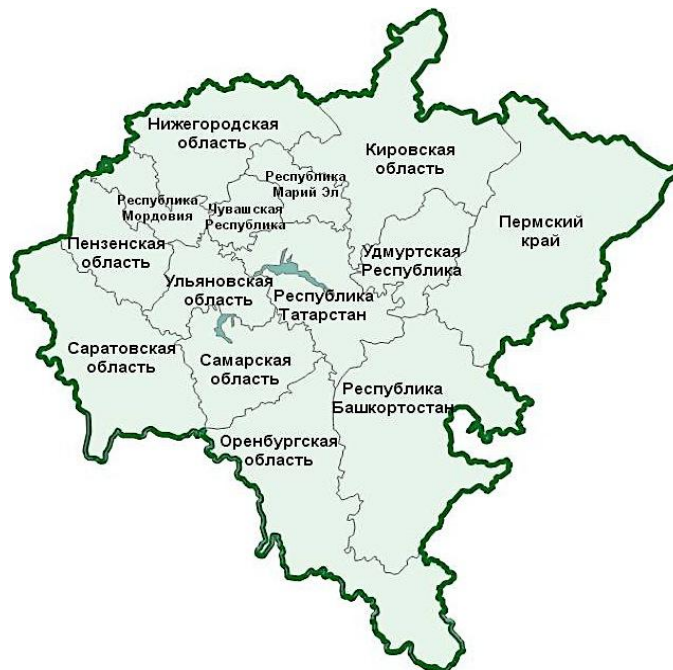 Нижегородская
область
Кировская
область
Республика
Марий Эл
Республика
Мордовия
Чувашская
Республика
Пермский
край
Пензенская
область
Удмуртская
Республика
Ульяновская
область
Республика
Татарстан
Саратовская
область
Самарская
область
Республика
Башкортостан
Оренбургская
область